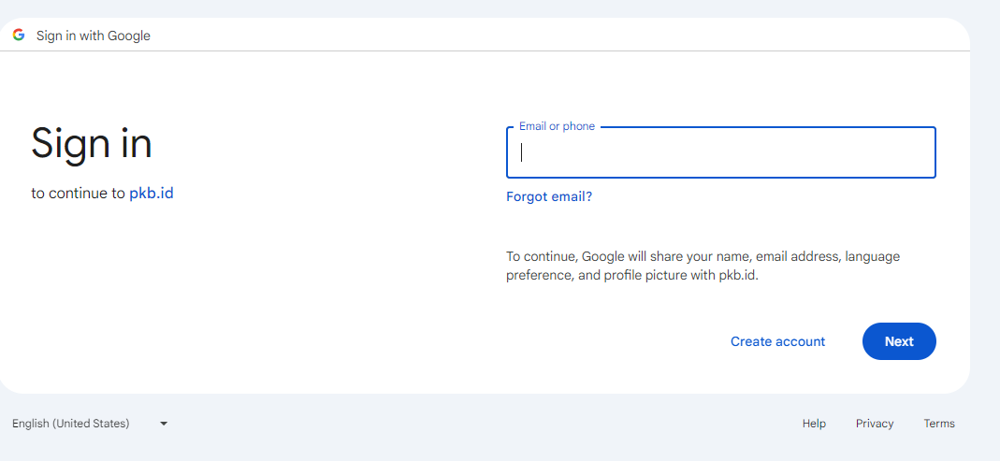 Sign in with Google
Sign in
to continue to pkb.id
Email or phone
Forgot email?
To continue, Google will share your name, email address, language
preference, and profile picture with pkb.id.
Create account
Next
English (United States)
Help
Privacy
Terms